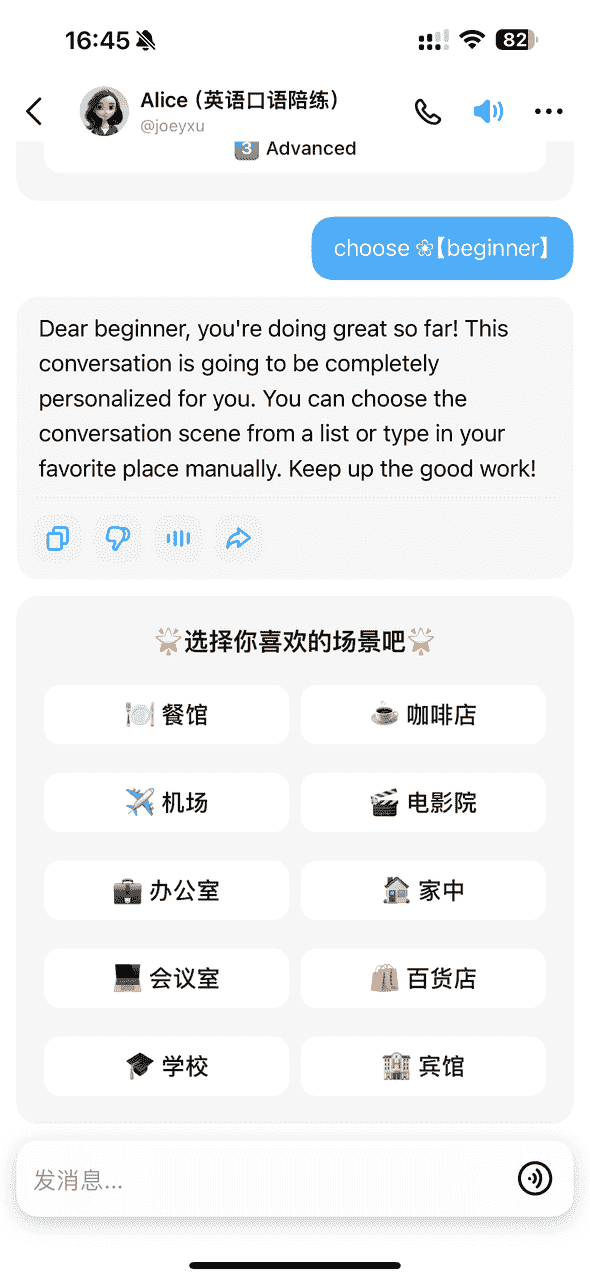 16:45
82
Alice（英语口语陪练）
@joeyxu
3 Advanced
choose ❀【beginner】
Dear beginner, you're doing great so far! This
conversation is going to be completely
personalized for you. You can choose the
conversation scene from a list or type in your
favorite place manually. Keep up the good work!
🌟选择你喜欢的场景吧🌟
🍽️ 餐馆
☕ 咖啡店
✈️ 机场
🎬 电影院
💼 办公室
🏠 家中
💻 会议室
🛍️ 百货店
🎓 学校
🏨 宾馆
发消息...